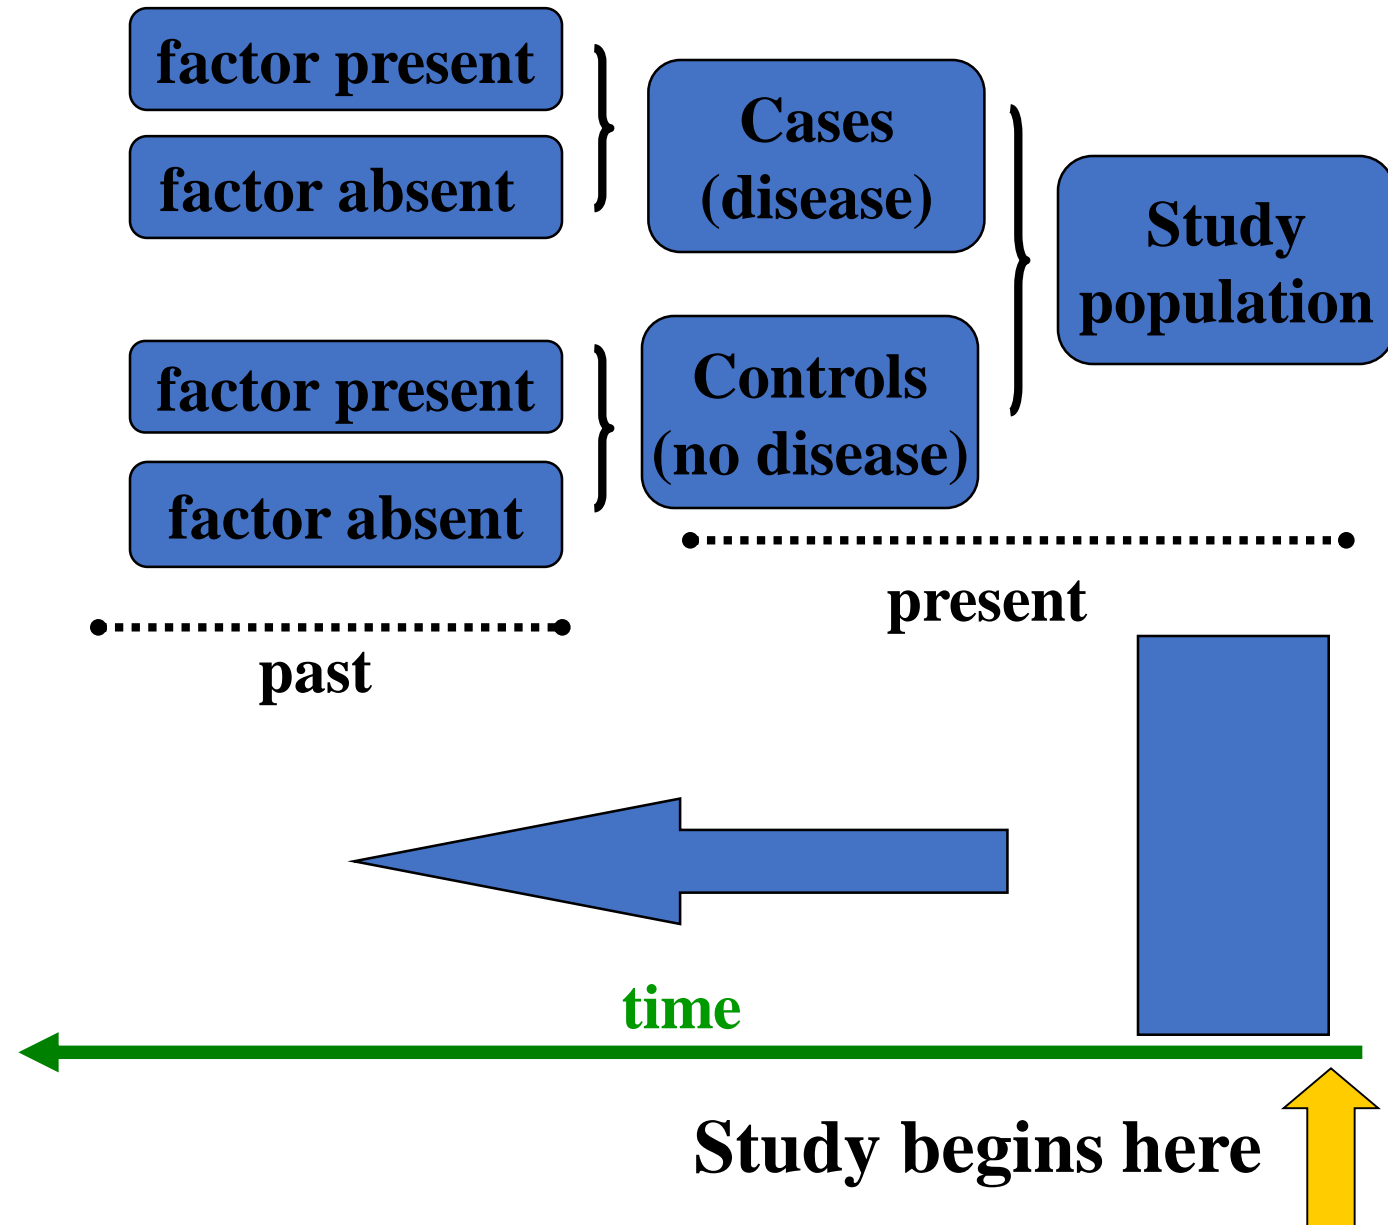 factor present
factor absent
Cases
(disease)
Study
population
factor present
factor absent
Controls
(no disease)
present
past
time
Study begins here